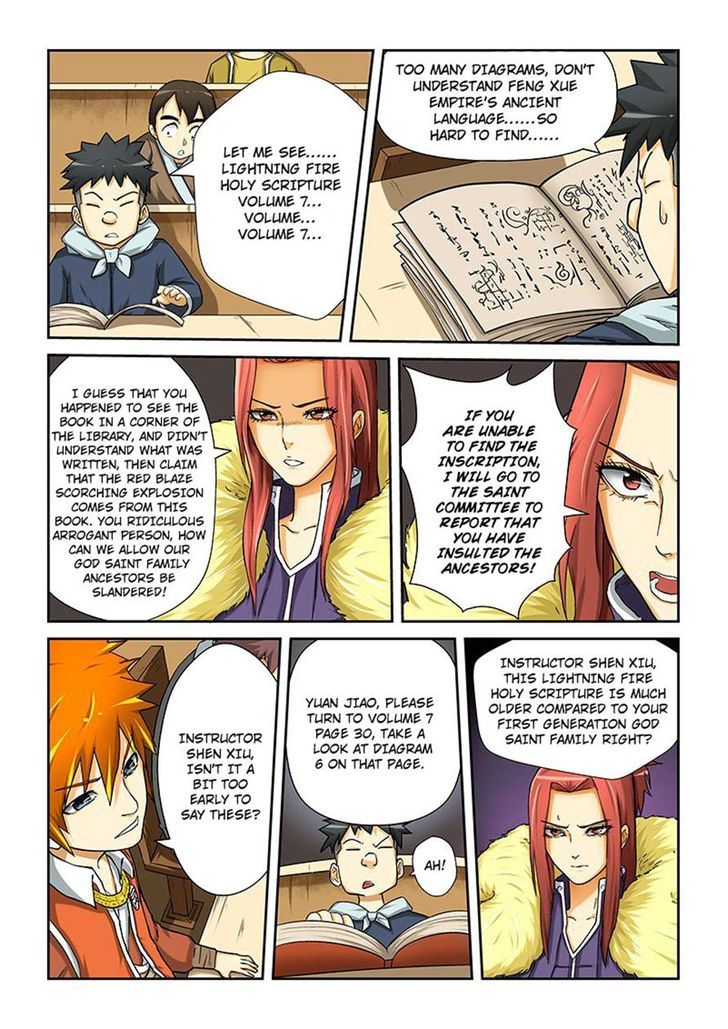 LET ME SEE......
LIGHTNING FIRE
HOLY SCRIPTURE
VOLUME 7...
VOLUME...
VOLUME 7...
TOO MANY DIAGRAMS, DON'T
UNDERSTAND FENG XUE
EMPIRE'S ANCIENT
LANGUAGE......SO
HARD TO FIND......
I GUESS THAT YOU
HAPPENED TO SEE THE
BOOK IN A CORNER OF
THE LIBRARY, AND DIDN'T
UNDERSTAND WHAT WAS
WRITTEN, THEN CLAIM
THAT THE RED BLAZE
SCORCHING EXPLOSION
COMES FROM THIS
BOOK. YOU RIDICULOUS
ARROGANT PERSON, HOW
CAN WE ALLOW OUR
GOD SAINT FAMILY
ANCESTORS BE
SLANDERED!
IF YOU
ARE UNABLE
TO FIND THE
INSCRIPTION,
I WILL GO TO
THE SAINT
COMMITTEE TO
REPORT THAT
YOU HAVE
INSULTED THE
ANCESTORS!
INSTRUCTOR
SHEN XIU,
ISN'T IT A
BIT TOO
EARLY TO
SAY THESE?
YUAN JIAO, PLEASE
TURN TO VOLUME 7
PAGE 30, TAKE A
LOOK AT DIAGRAM
6 ON THAT PAGE.
AH!
INSTRUCTOR SHEN XIU,
THIS LIGHTNING FIRE
HOLY SCRIPTURE IS MUCH
OLDER COMPARED TO YOUR
FIRST GENERATION GOD
SAINT FAMILY RIGHT?